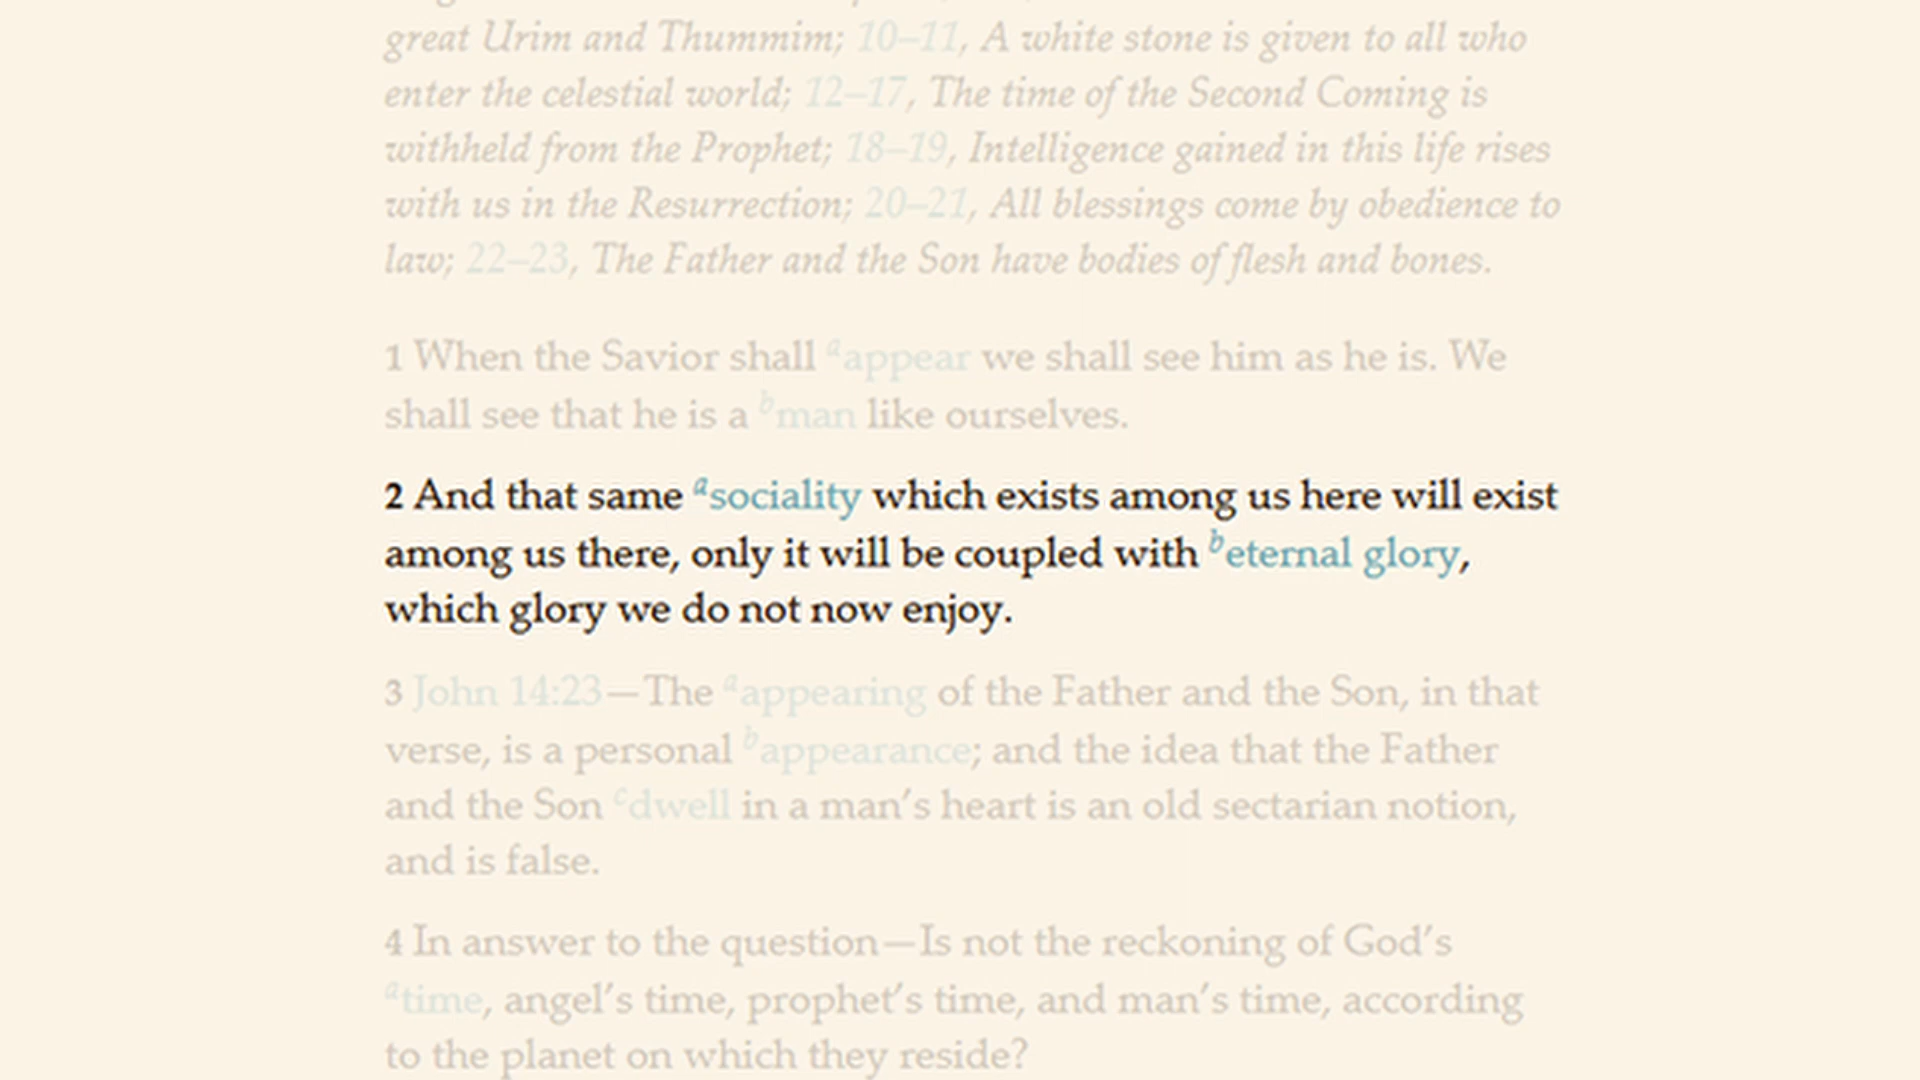 great Urim and Thummim; 10–11, A white stone is given to all who
enter the celestial world; 12–17, The time of the Second Coming is
withheld from the Prophet; 18–19, Intelligence gained in this life rises
with us in the Resurrection; 20–21, All blessings come by obedience to
law; 22–23, The Father and the Son have bodies of flesh and bones.
1 When the Savior shall a appear we shall see him as he is. We
shall see that he is a b man like ourselves.
2 And that same a sociality which exists among us here will exist
among us there, only it will be coupled with b eternal glory,
which glory we do not now enjoy.
3 John 14:23—The a appearing of the Father and the Son, in that
verse, is a personal b appearance; and the idea that the Father
and the Son c dwell in a man’s heart is an old sectarian notion,
and is false.
4 In answer to the question—Is not the reckoning of God’s
a time, angel’s time, prophet’s time, and man’s time, according
to the planet on which they reside?